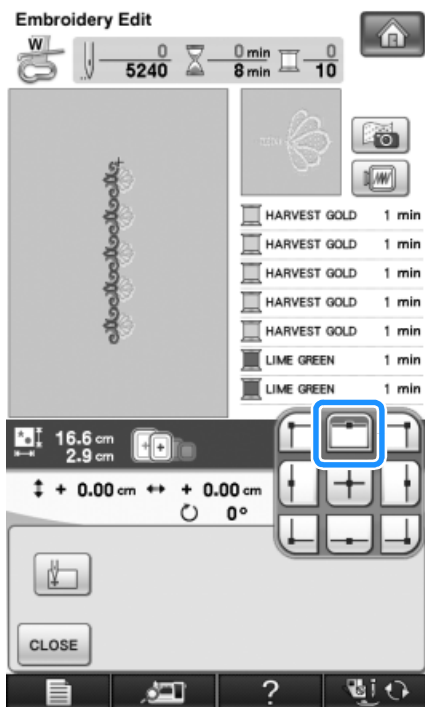 Embroidery Edit
W
0 0 min 0
5240 8 min 10
HARVEST GOLD 1 min
HARVEST GOLD 1 min
HARVEST GOLD 1 min
HARVEST GOLD 1 min
HARVEST GOLD 1 min
LIME GREEN 1 min
LIME GREEN 1 min
16.6 cm
2.9 cm
+ 0.00 cm + 0.00 cm
0°
CLOSE
?